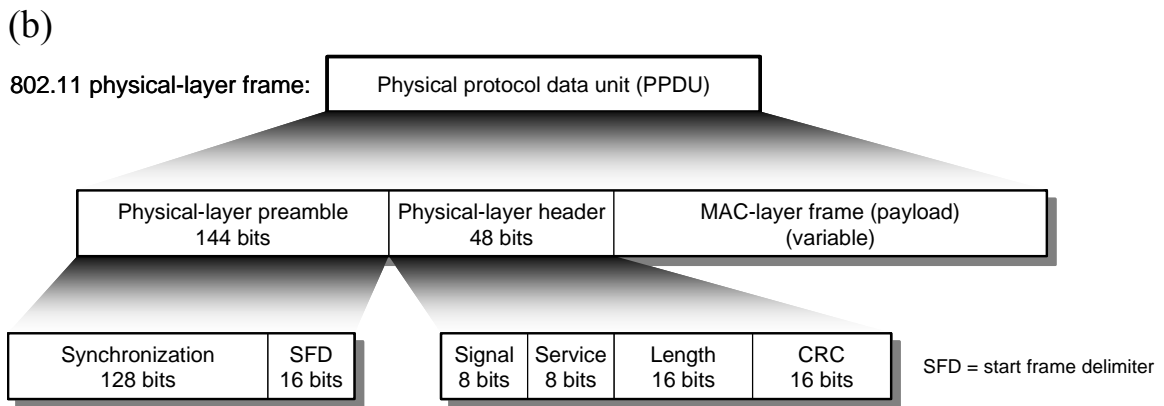 (b)
802.11 physical-layer frame:
Physical protocol data unit (PPDU)
Physical-layer preamble
144 bits
Physical-layer header
48 bits
MAC-layer frame (payload)
(variable)
Synchronization
128 bits
SFD
16 bits
Signal
8 bits
Service
8 bits
Length
16 bits
CRC
16 bits
SFD = start frame delimiter